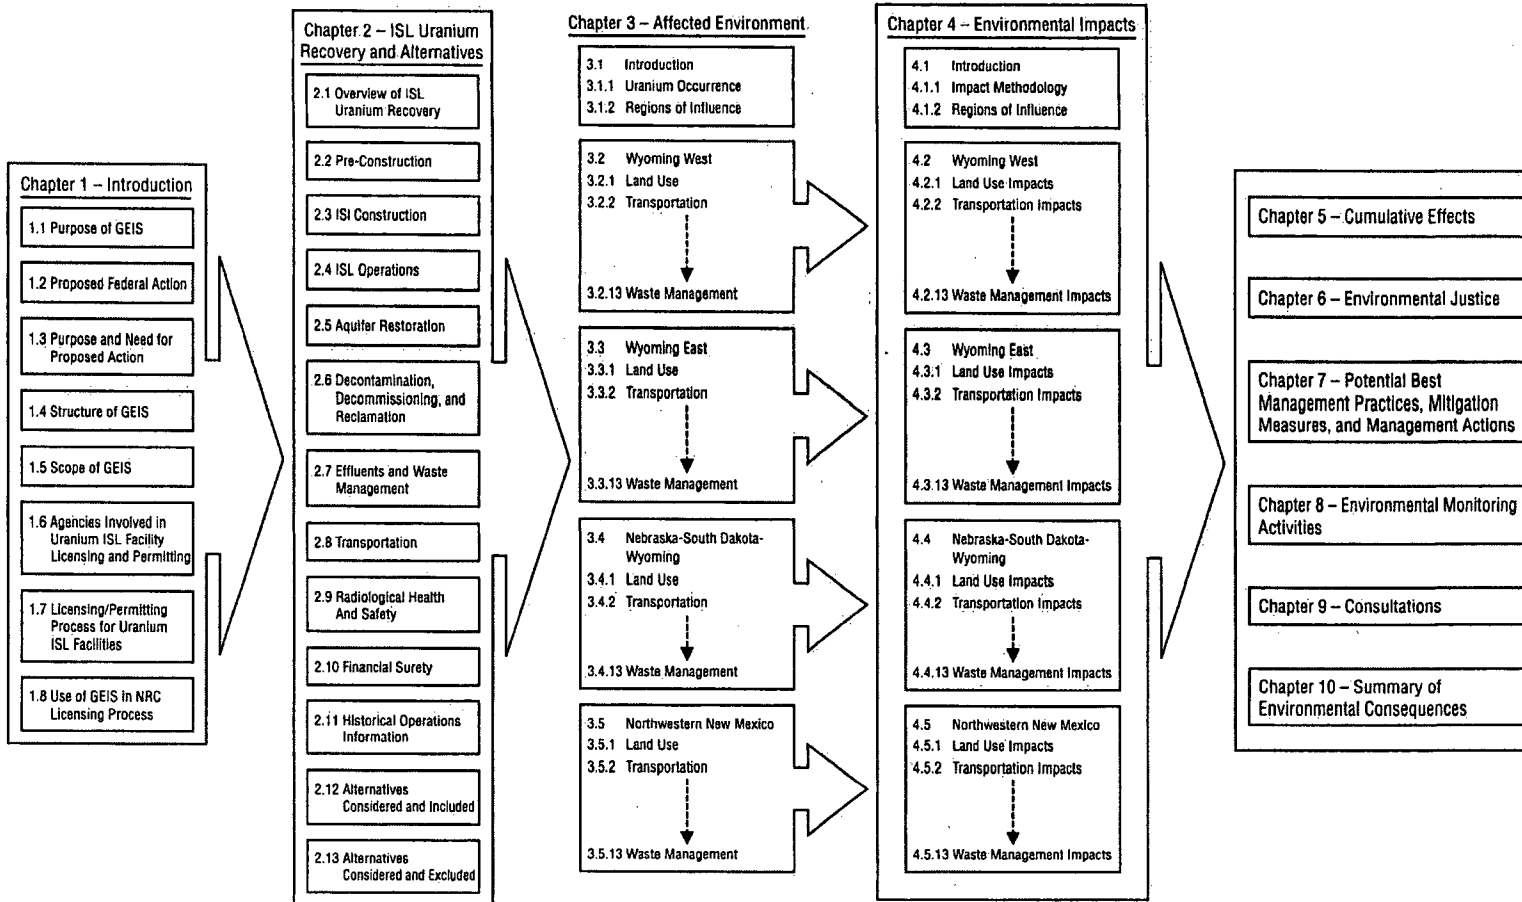 Chapter 1 – Introduction
1.1 Purpose of GEIS
1.2 Proposed Federal Action
1.3 Purpose and Need for
Proposed Action
1.4 Structure of GEIS
1.5 Scope of GEIS
1.6 Agencies Involved in
Uranium ISL Facility
Licensing and Permitting
1.7 Licensing/Permitting
Process for Uranium
ISL Facilities
1.8 Use of GEIS in NRC
Licensing Process
Chapter 2 – ISL Uranium
Recovery and Alternatives
2.1 Overview of ISL
Uranium Recovery
2.2 Pre-Construction
2.3 ISl Construction
2.4 ISL Operations
2.5 Aquifer Restoration
2.6 Decontamination,
Decommissioning, and
Reclamation
2.7 Effluents and Waste
Management
2.8 Transportation
2.9 Radiological Health
And Safety
2.10 Financial Surety
2.11 Historical Operations
Information
2.12 Alternatives
Considered and Included
2.13 Alternatives
Considered and Excluded
Chapter 3 – Affected Environment
3.1 Introduction
3.1.1 Uranium Occurrence
3.1.2 Regions of Influence
3.2 Wyoming West
3.2.1 Land Use
3.2.2 Transportation
3.2.13 Waste Management
3.3 Wyoming East
3.3.1 Land Use
3.3.2 Transportation
3.3.13 Waste Management
3.4 Nebraska-South Dakota-
Wyoming
3.4.1 Land Use
3.4.2 Transportation
3.4.13 Waste Management
3.5 Northwestern New Mexico
3.5.1 Land Use
3.5.2 Transportation
3.5.13 Waste Management
Chapter 4 – Environmental Impacts
4.1 Introduction
4.1.1 Impact Methodology
4.1.2 Regions of Influence
4.2 Wyoming West
4.2.1 Land Use Impacts
4.2.2 Transportation Impacts
4.2.13 Waste Management Impacts
4.3 Wyoming East
4.3.1 Land Use Impacts
4.3.2 Transportation Impacts
4.3.13 Waste Management Impacts
4.4 Nebraska-South Dakota-
Wyoming
4.4.1 Land Use Impacts
4.4.2 Transportation Impacts
4.4.13 Waste Management Impacts
4.5 Northwestern New Mexico
4.5.1 Land Use Impacts
4.5.2 Transportation Impacts
4.5.13 Waste Management Impacts
Chapter 5 – Cumulative Effects
Chapter 6 – Environmental Justice
Chapter 7 – Potential Best
Management Practices, Mitigation
Measures, and Management Actions
Chapter 8 – Environmental Monitoring
Activities
Chapter 9 – Consultations
Chapter 10 – Summary of
Environmental Consequences